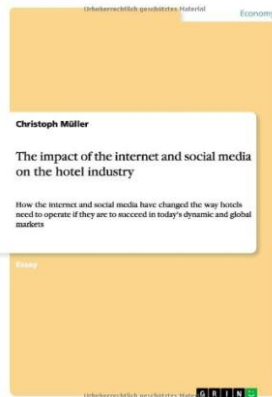 Urheberrechtlich geschütztes Material
Economy
Christoph Müller
The impact of the internet and social media
on the hotel industry
How the internet and social media have changed the way hotels
need to operate if they are to succeed in today's dynamic and global
markets
Essay
Urheberrechtlich geschütztes Mater
GRIN